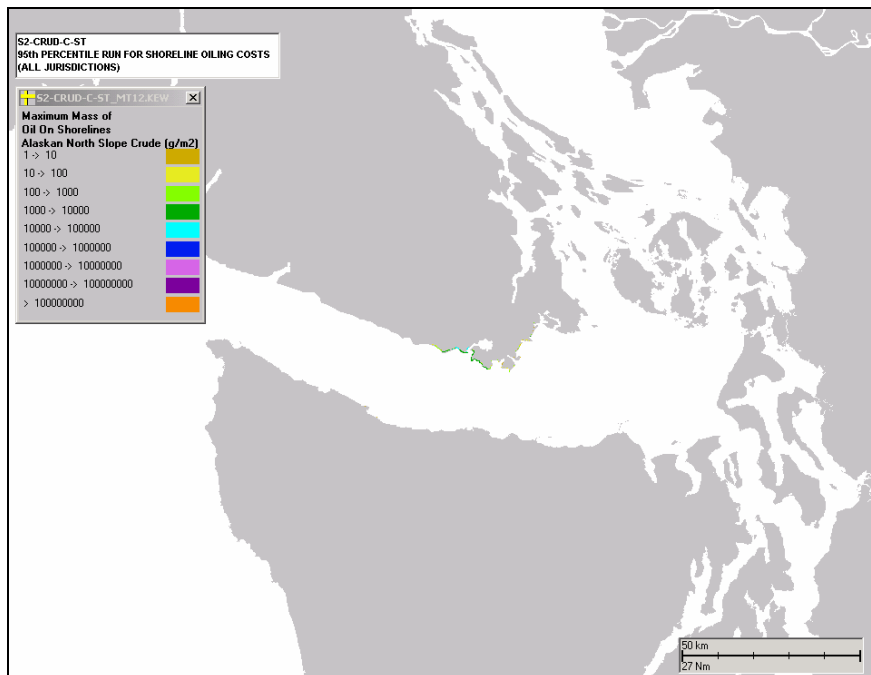 S2-CRUD-C-ST
95th PERCENTILE RUN FOR SHORELINE OILING COSTS
(ALL JURISDICTIONS)
S2-CRUD-C-ST_MT12.KEW
Maximum Mass of
Oil On Shorelines
Alaskan North Slope Crude (g/m2)
1 -> 10
10 -> 100
100 -> 1000
1000 -> 10000
10000 -> 100000
100000 -> 1000000
1000000 -> 10000000
10000000 -> 100000000
> 100000000
50 km
27 Nm